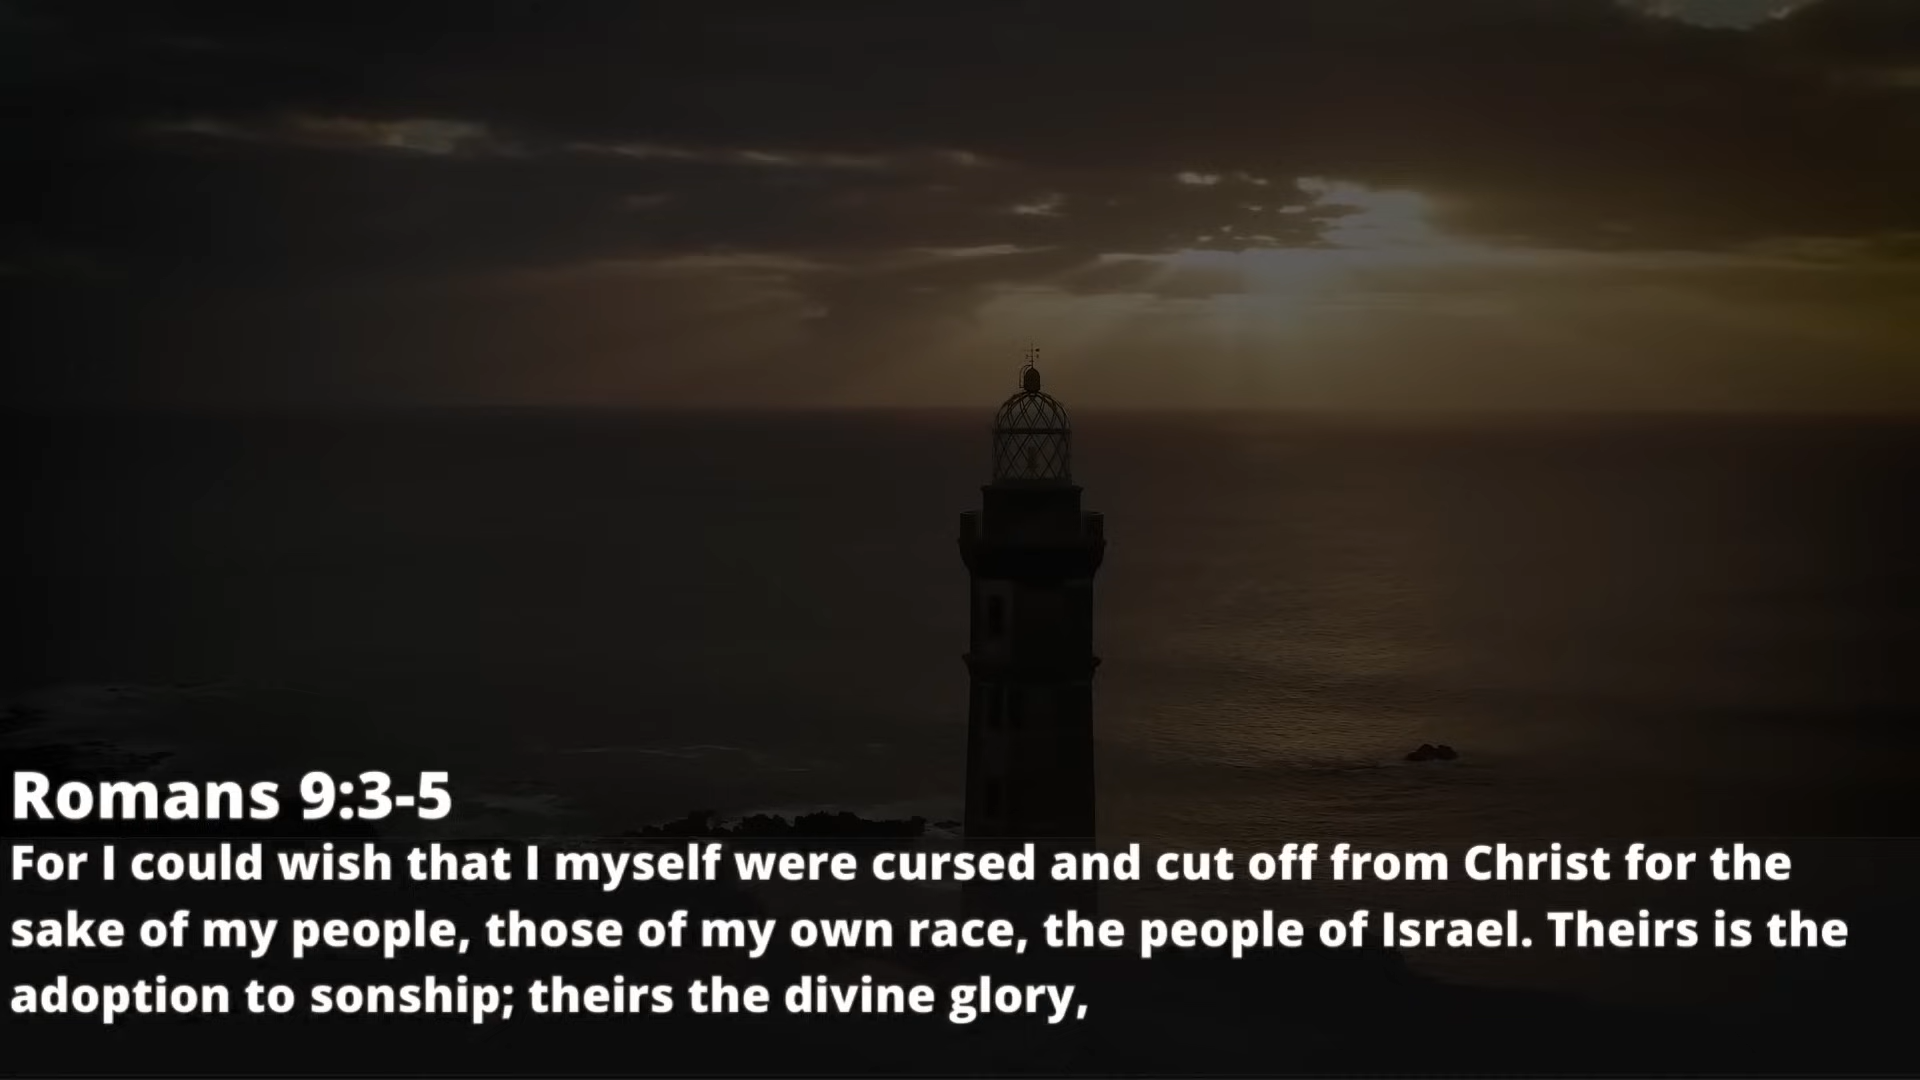 Romans 9:3-5
For I could wish that I myself were cursed and cut off from Christ for the
sake of my people, those of my own race, the people of Israel. Theirs is the
adoption to sonship; theirs the divine glory,